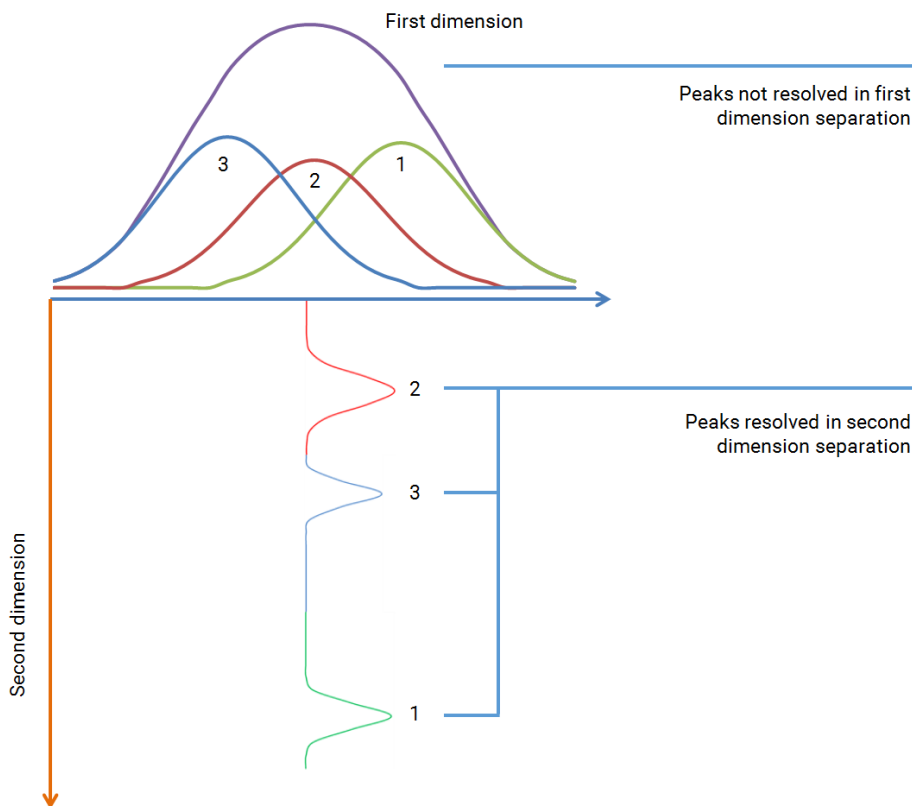 First dimension
Peaks not resolved in first
dimension separation
3
2
1
2
Peaks resolved in second
dimension separation
3
Second dimension
1